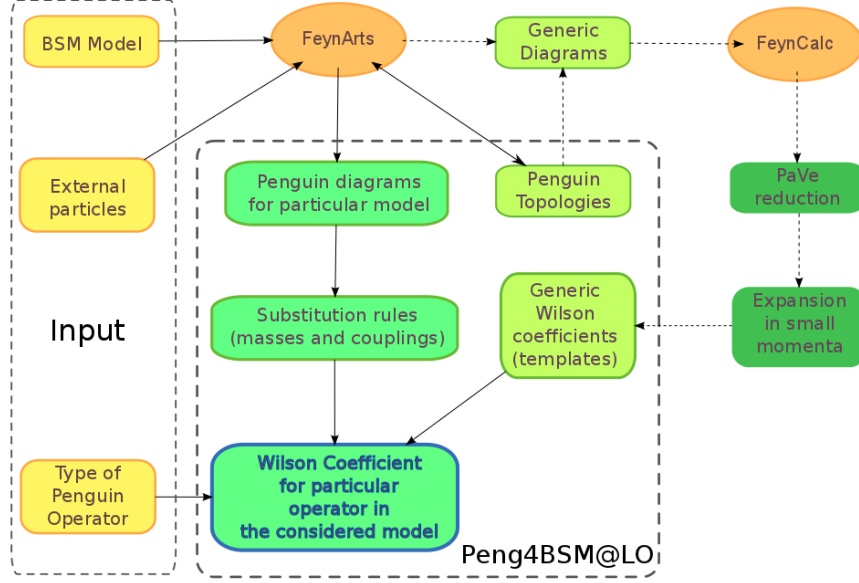 BSM Model
FeynArts
Generic
Diagrams
FeynCalc
External
particles
Penguin diagrams
for particular model
Penguin
Topologies
PaVe
reduction
Input
Substitution rules
(masses and couplings)
Generic
Wilson
coefficients
(templates)
Expansion
in small
momenta
Type of
Penguin
Operator
Wilson Coefficient
for particular
operator in
the considered model
Peng4BSM@LO